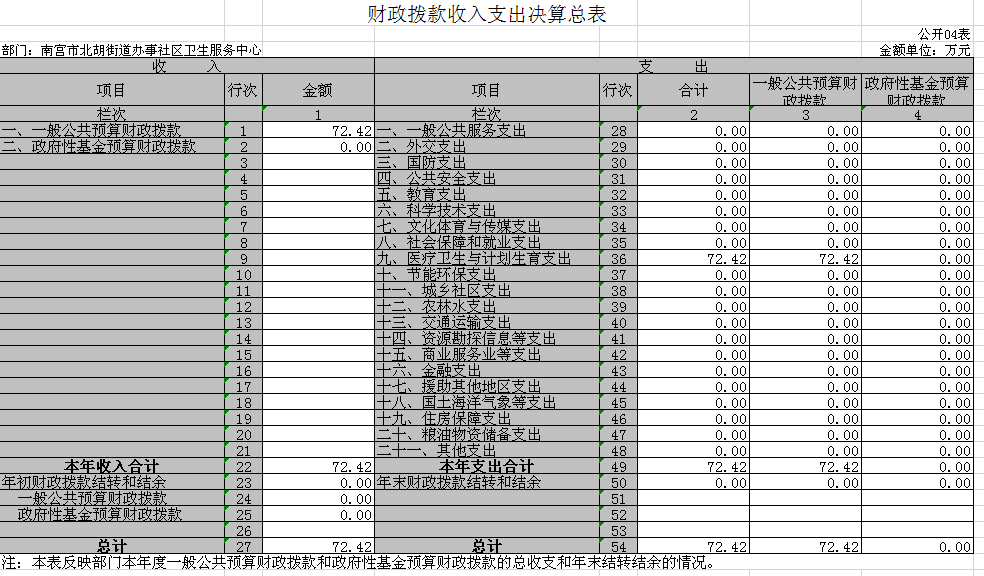 财政拨款收入支出决算总表
公开04表
部门：南宫市北胡街道办事社区卫生服务中心 金额单位：万元
收 入 支 出
项目 行次 金额 项目 行次 合计 一般公共预算财政拨款 政府性基金预算财政拨款
栏次 1 栏次 2 3 4
一、一般公共预算财政拨款 1 72.42 一、一般公共服务支出 28 0.00 0.00 0.00
二、政府性基金预算财政拨款 2 0.00 二、外交支出 29 0.00 0.00 0.00
3 三、国防支出 30 0.00 0.00 0.00
4 四、公共安全支出 31 0.00 0.00 0.00
5 五、教育支出 32 0.00 0.00 0.00
6 六、科学技术支出 33 0.00 0.00 0.00
7 七、文化体育与传媒支出 34 0.00 0.00 0.00
8 八、社会保障和就业支出 35 0.00 0.00 0.00
9 九、医疗卫生与计划生育支出 36 72.42 72.42 0.00
10 十、节能环保支出 37 0.00 0.00 0.00
11 十一、城乡社区支出 38 0.00 0.00 0.00
12 十二、农林水支出 39 0.00 0.00 0.00
13 十三、交通运输支出 40 0.00 0.00 0.00
14 十四、资源勘探信息等支出 41 0.00 0.00 0.00
15 十五、商业服务业等支出 42 0.00 0.00 0.00
16 十六、金融支出 43 0.00 0.00 0.00
17 十七、援助其他地区支出 44 0.00 0.00 0.00
18 十八、国土海洋气象等支出 45 0.00 0.00 0.00
19 十九、住房保障支出 46 0.00 0.00 0.00
20 二十、粮油物资储备支出 47 0.00 0.00 0.00
21 二十一、其他支出 48 0.00 0.00 0.00
本年收入合计 22 72.42 本年支出合计 49 72.42 72.42 0.00
年初财政拨款结转和结余 23 0.00 年末财政拨款结转和结余 50 0.00 0.00 0.00
一般公共预算财政拨款 24 0.00 51
政府性基金预算财政拨款 25 0.00 52
26 53
总计 27 72.42 总计 54 72.42 72.42 0.00
注：本表反映部门本年度一般公共预算财政拨款和政府性基金预算财政拨款的总收支和年末结转结余的情况。